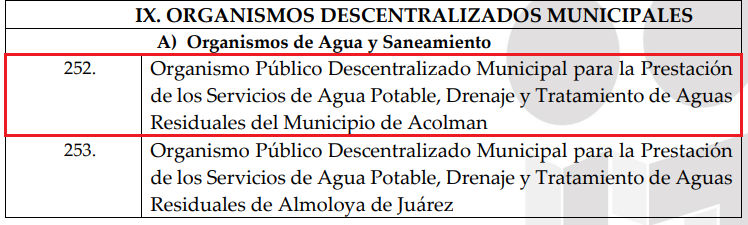 IX. ORGANISMOS DESCENTRALIZADOS MUNICIPALES
A) Organismos de Agua y Saneamiento
252. Organismo Público Descentralizado Municipal para la Prestación
de los Servicios de Agua Potable, Drenaje y Tratamiento de Aguas
Residuales del Municipio de Acolman
253. Organismo Público Descentralizado Municipal para la Prestación
de los Servicios de Agua Potable, Drenaje y Tratamiento de Aguas
Residuales de Almoloya de Juárez